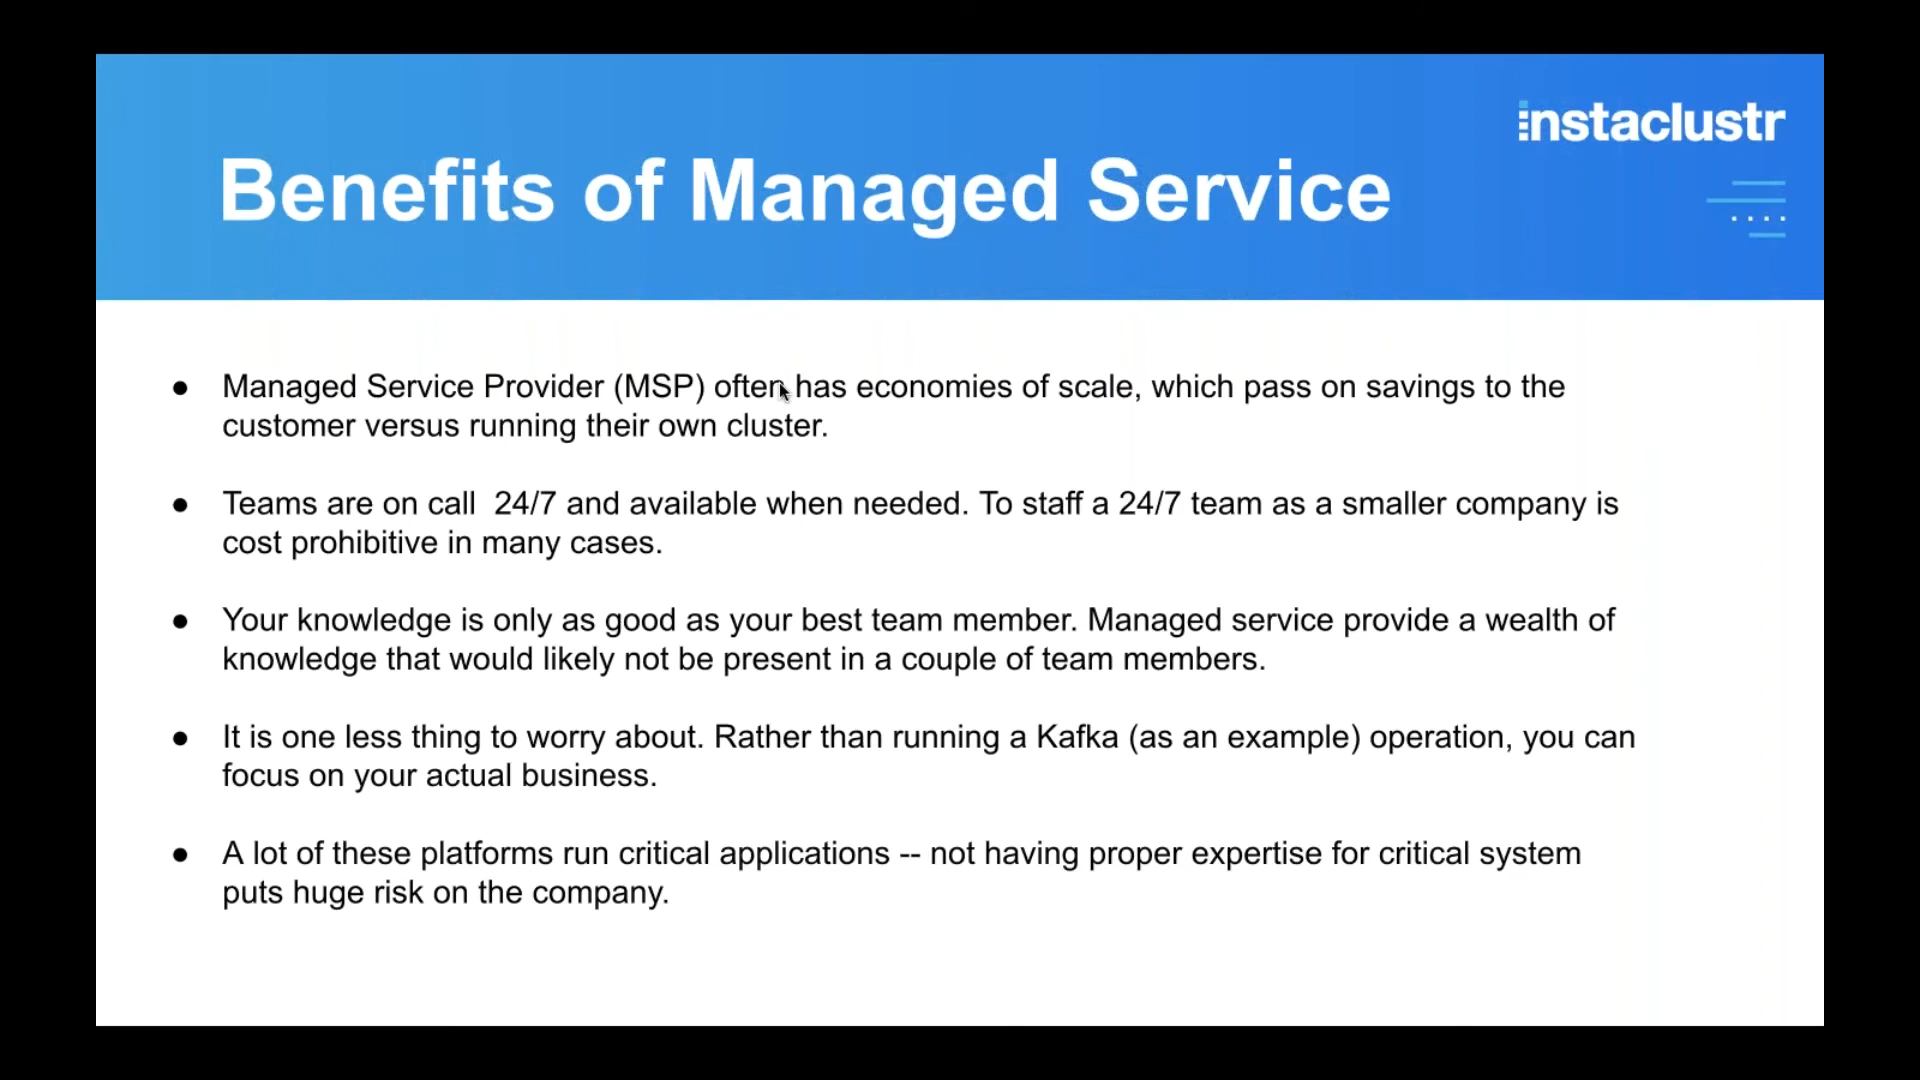 instaclustr
Benefits of Managed Service
● Managed Service Provider (MSP) often has economies of scale, which pass on savings to the
customer versus running their own cluster.
● Teams are on call  24/7 and available when needed. To staff a 24/7 team as a smaller company is
cost prohibitive in many cases.
● Your knowledge is only as good as your best team member. Managed service provide a wealth of
knowledge that would likely not be present in a couple of team members.
● It is one less thing to worry about. Rather than running a Kafka (as an example) operation, you can
focus on your actual business.
● A lot of these platforms run critical applications -- not having proper expertise for critical system
puts huge risk on the company.